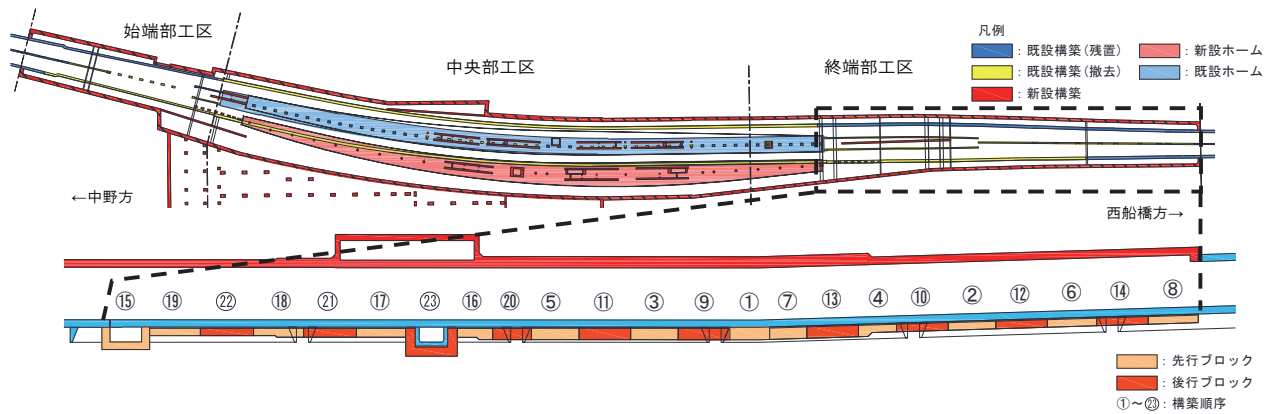 始端部工区
中央部工区
終端部工区
凡例
：既設構築(残置)
：新設ホーム
：既設構築(撤去)
：既設ホーム
：新設構築
←中野方
西船橋方→
⑮ ⑲ ㉒ ⑱ ㉑ ⑰ ㉓ ⑯ ⑳ ⑤ ⑪ ③ ⑨ ① ⑦ ⑬ ④ ⑩ ② ⑫ ⑥ ⑭ ⑧
：先行ブロック
：後行ブロック
①～㉓：構築順序